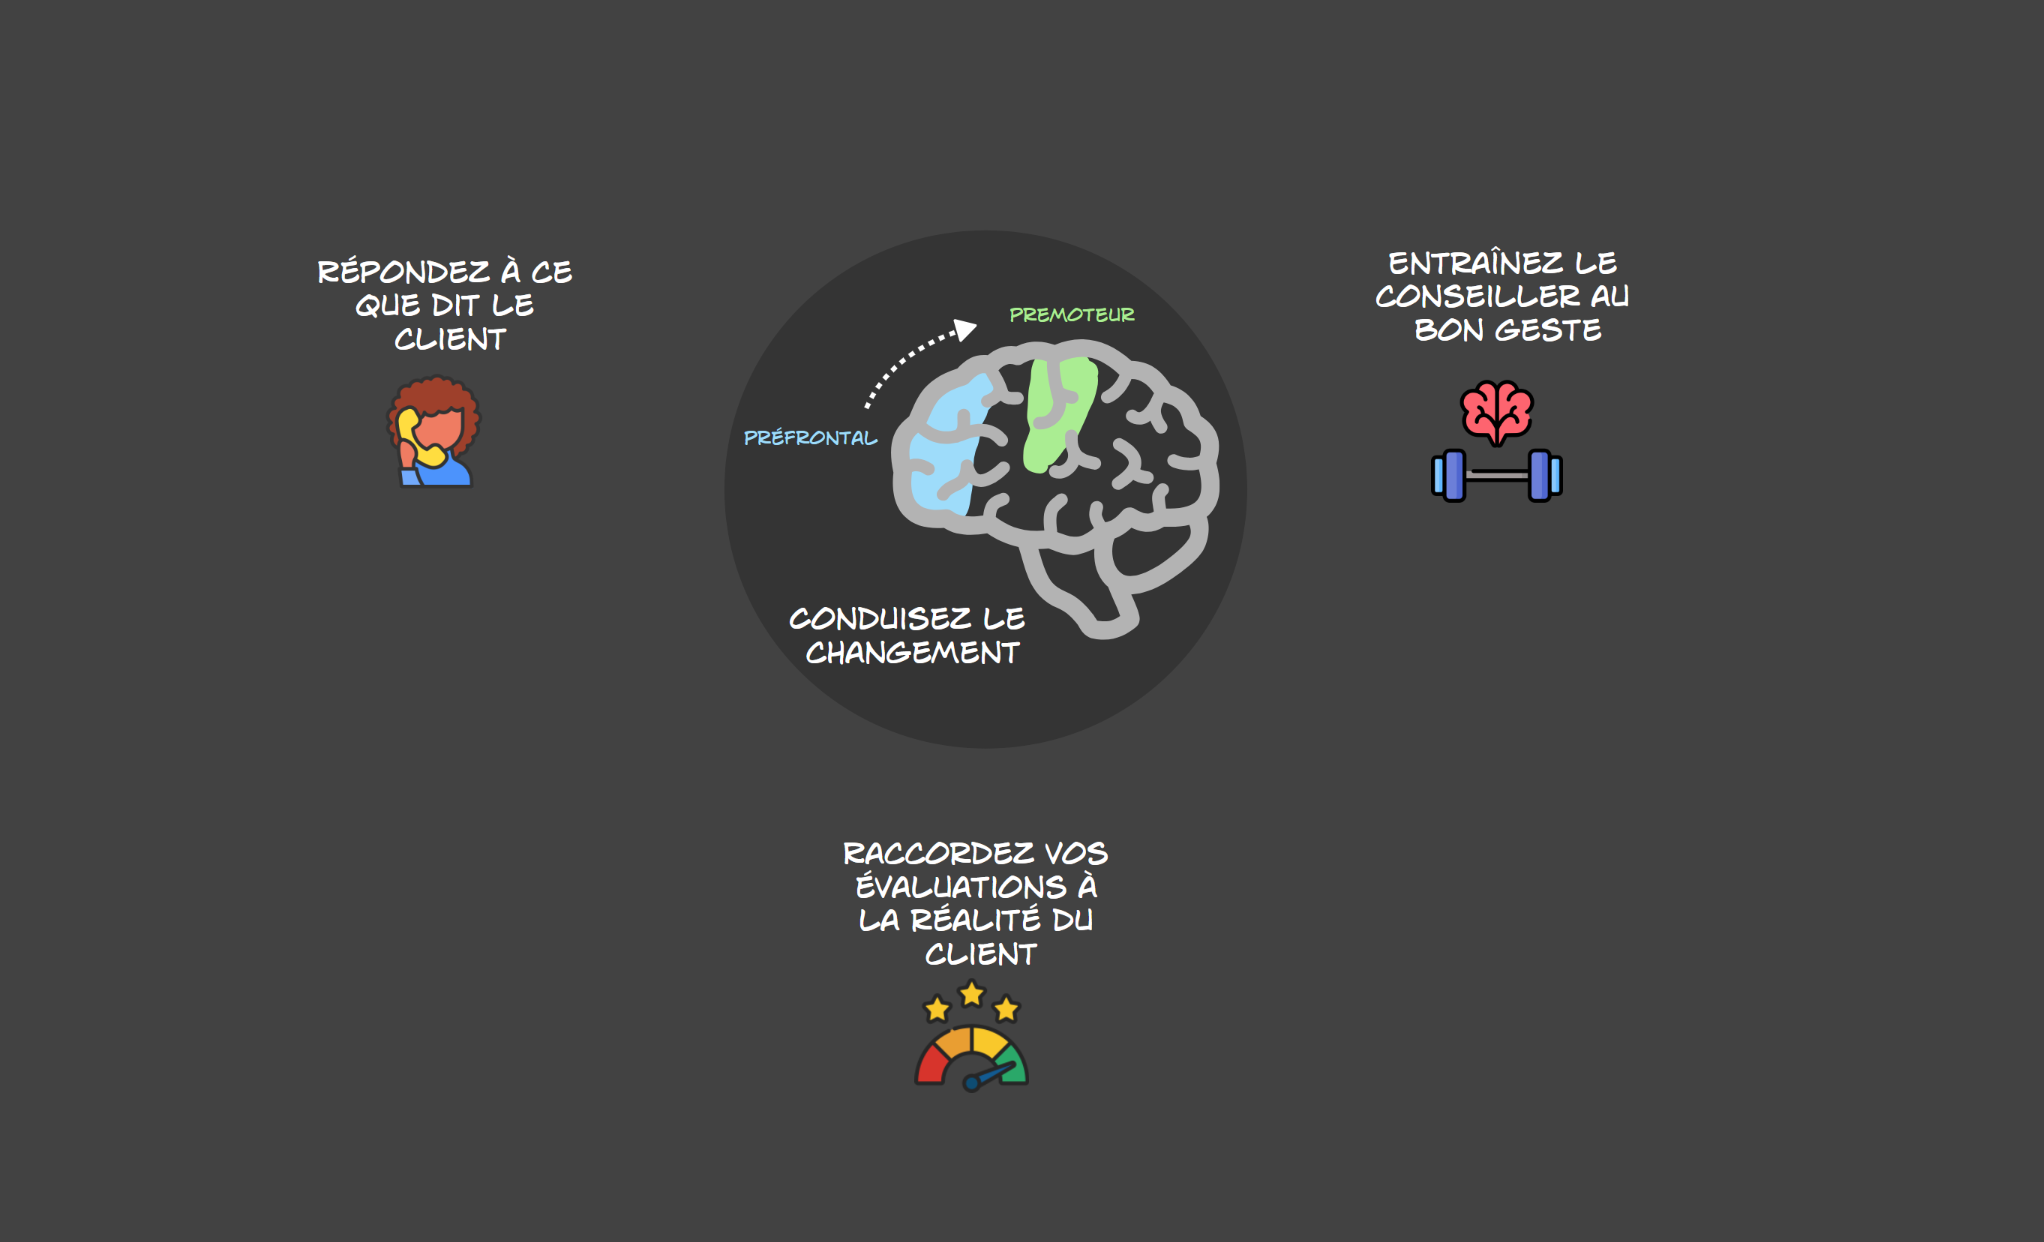 RÉPONDEZ À CE
QUE DIT LE
CLIENT
PREMOTEUR
PRÉFRONTAL
CONDUISEZ LE
CHANGEMENT
ENTRAÎNEZ LE
CONSEILLER AU
BON GESTE
RACCORDEZ VOS
ÉVALUATIONS À
LA RÉALITÉ DU
CLIENT